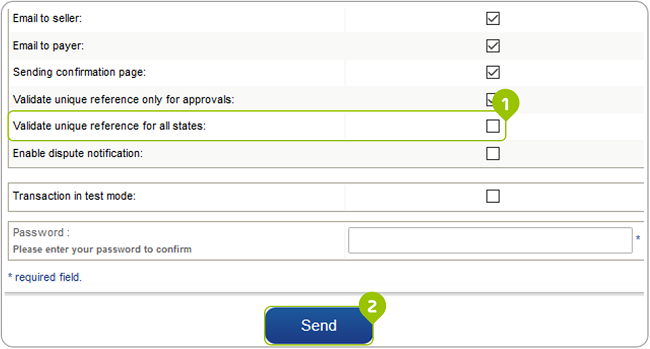 Email to seller:
Email to payer:
Sending confirmation page:
Validate unique reference only for approvals:
1
Validate unique reference for all states:
Enable dispute notification:
Transaction in test mode:
Password :
*
Please enter your password to confirm
* required field.
2
Send